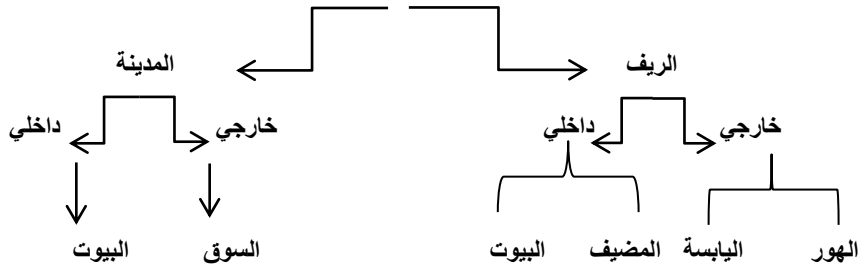 الريف المدينة
خارجي داخلي خارجي داخلي
الهور اليابسة المضيف البيوت السوق البيوت